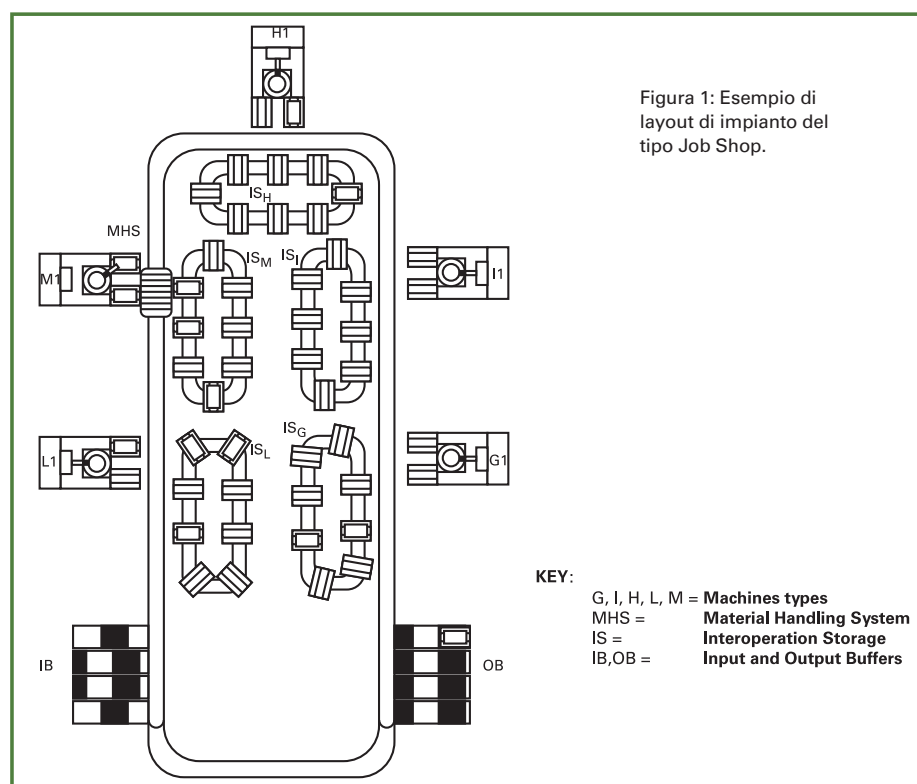 H1
Figura 1: Esempio di
layout di impianto del
tipo Job Shop.
IS_H
MHS
IS_M
IS_I
M1
I1
IS_G
IS_L
L1
G1
KEY:
G, I, H, L, M = Machines types
MHS = Material Handling System
IS = Interoperation Storage
IB,OB = Input and Output Buffers
IB
OB